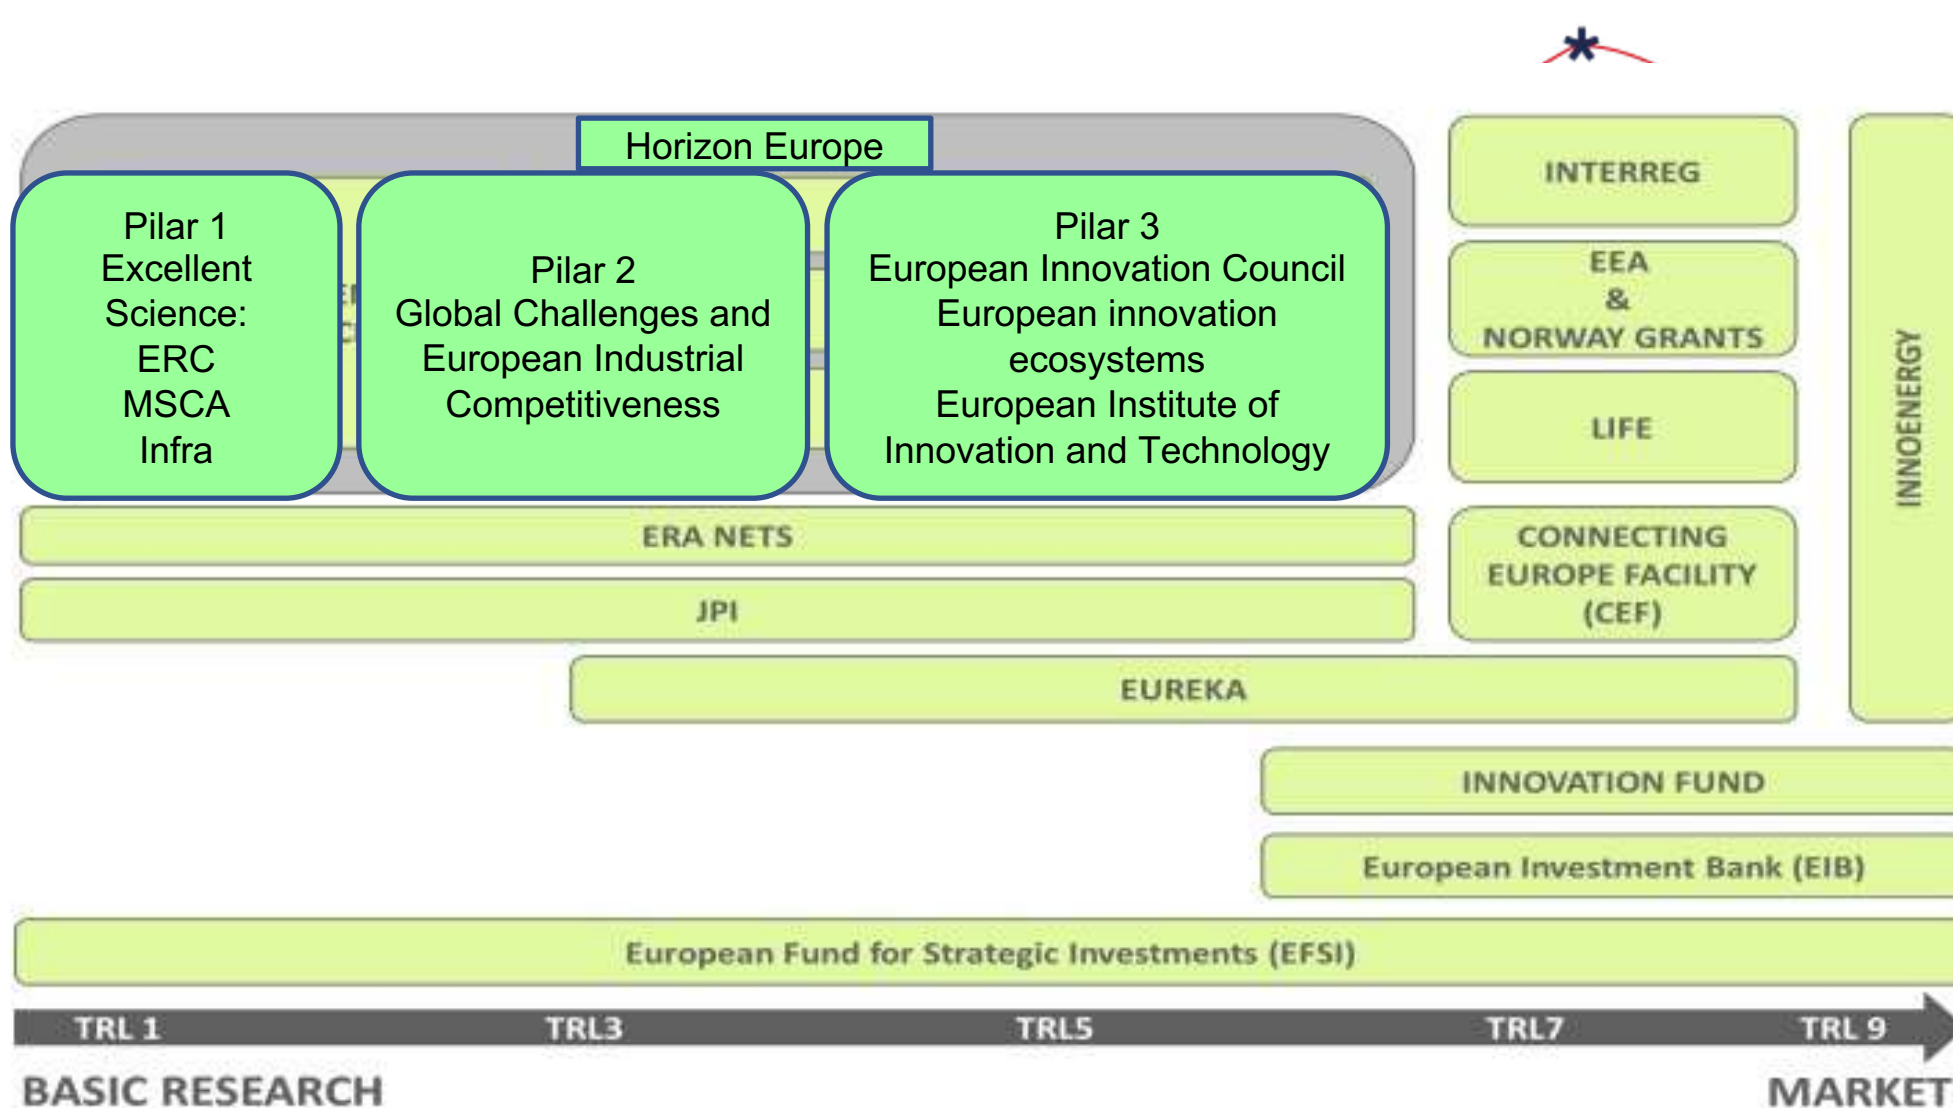 Horizon Europe
Pilar 1
Excellent
Science:
ERC
MSCA
Infra
Pilar 2
Global Challenges and
European Industrial
Competitiveness
Pilar 3
European Innovation Council
European innovation
ecosystems
European Institute of
Innovation and Technology
INTERREG
EEA
&
NORWAY GRANTS
LIFE
CONNECTING
EUROPE FACILITY
(CEF)
INNOENERGY
ERA NETS
JPI
EUREKA
INNOVATION FUND
European Investment Bank (EIB)
European Fund for Strategic Investments (EFSI)
TRL 1 TRL3 TRL5 TRL7 TRL 9
BASIC RESEARCH MARKET